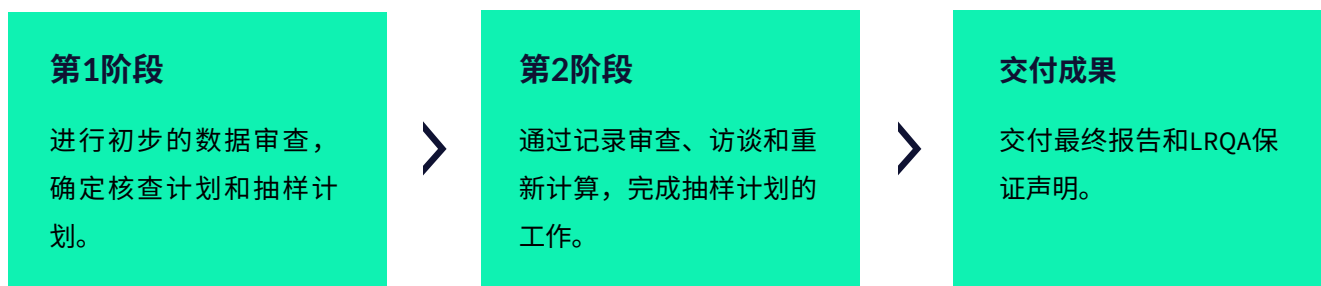 第1阶段
进行初步的数据审查，
确定核查计划和抽样计
划。
第2阶段
通过记录审查、访谈和重
新计算，完成抽样计划的
工作。
交付成果
交付最终报告和LRQA保
证声明。